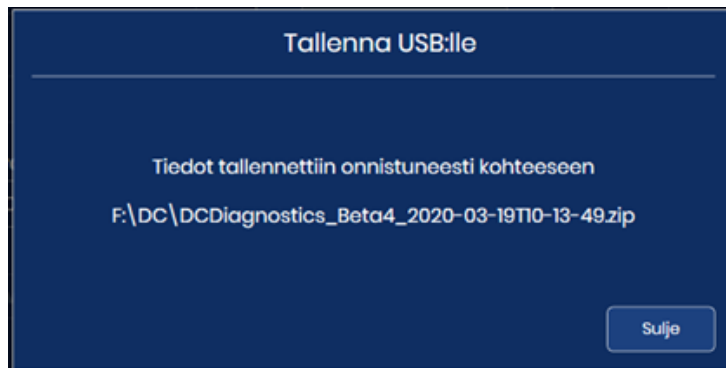 Tallenna USB:lle
Tiedot tallennettiin onnistuneesti kohteeseen
F:\DC\DCDiagnostics_Beta4_2020-03-19T10-13-49.zip
Sulje